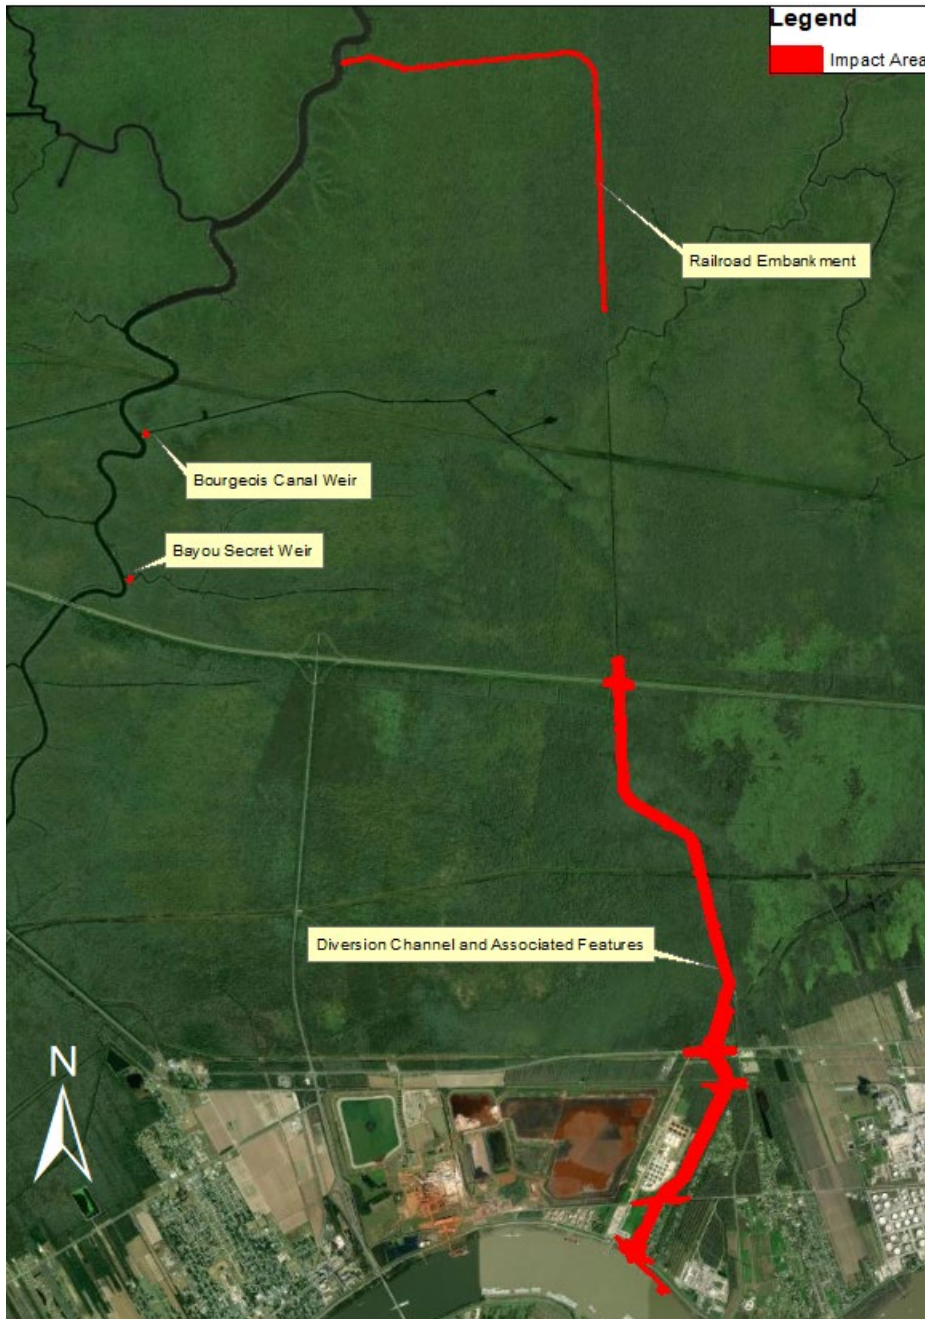 Legend
Impact Area
Railroad Embankment
Bourgeois Canal Weir
Bayou Secret Weir
Diversion Channel and Associated Features
N